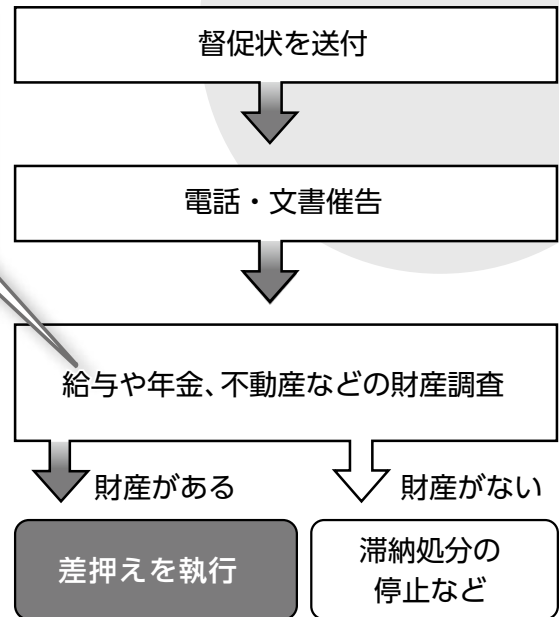 督促状を送付
電話・文書催告
給与や年金、不動産などの財産調査
財産がある
財産がない
差押えを執行
滞納処分の
停止など